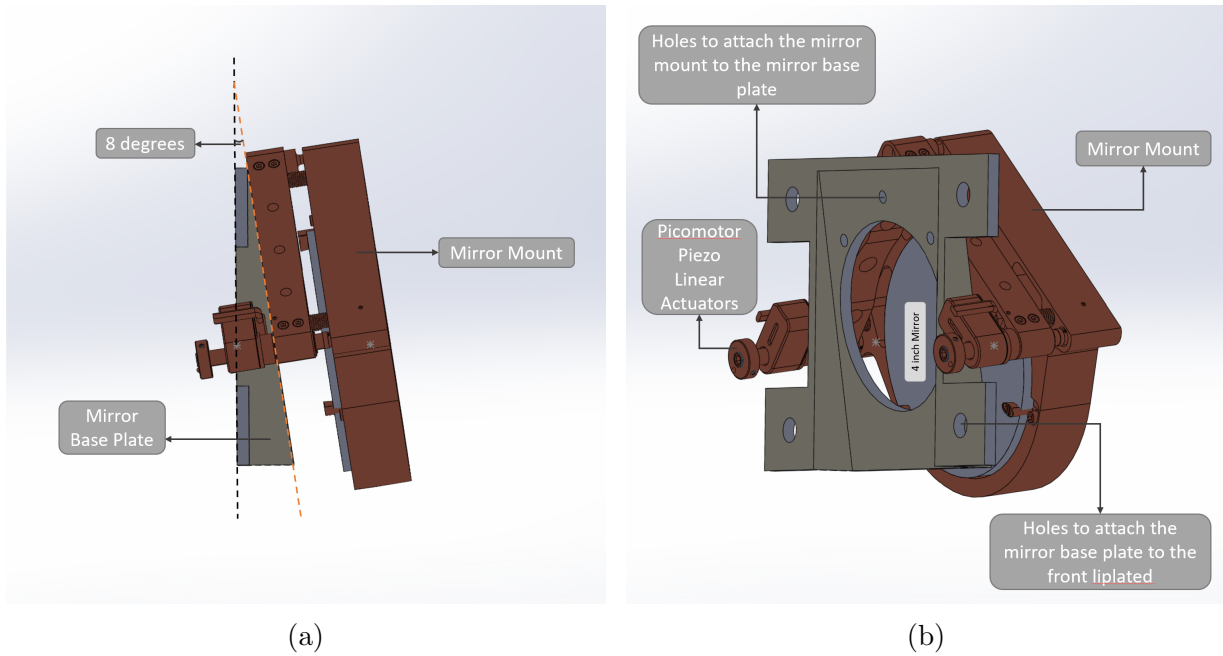 8 degrees
Mirror Mount
Mirror
Base Plate
(a)
Holes to attach the mirror
mount to the mirror base
plate
Mirror Mount
Picomotor
Piezo
Linear
Actuators
4 inch Mirror
Holes to attach the
mirror base plate to the
front liplated
(b)